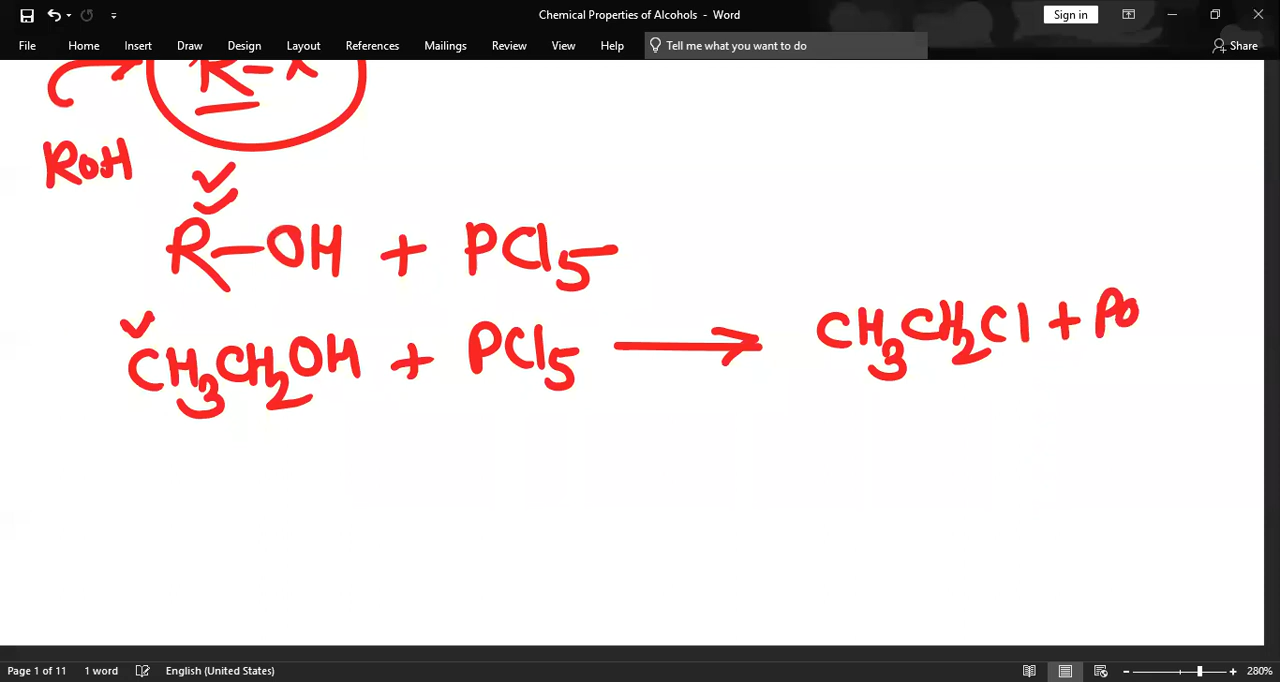 Chemical Properties of Alcohols - Word
Sign in
File Home Insert Draw Design Layout References Mailings Review View Help Tell me what you want to do Share
R-X
ROH
R-OH + PCl5
CH3CH2OH + PCl5 → CH3CH2Cl + PO
Page 1 of 11 1 word English (United States) 280%